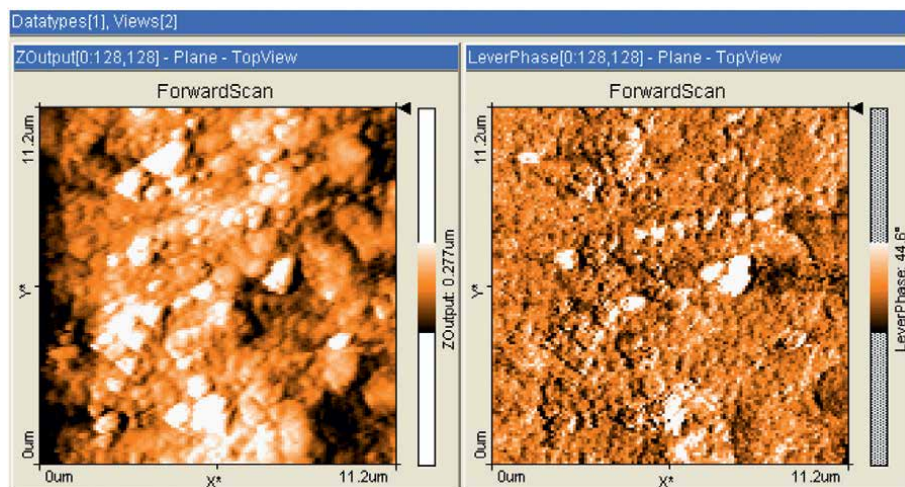 Datatypes[1], Views[2]
ZOutput[0:128,128] - Plane - TopView
ForwardScan
11.2um
Y*
0um
0um
X*
11.2um
ZOutput: 0.277um
LeverPhase[0:128,128] - Plane - TopView
ForwardScan
11.2um
Y*
0um
0um
X*
11.2um
LeverPhase: 44.6°